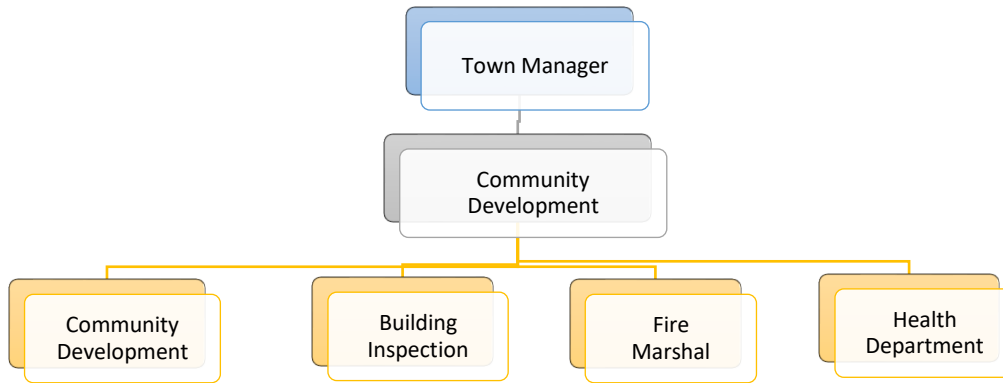 Town Manager
Community
Development
Community
Development
Building
Inspection
Fire
Marshal
Health
Department